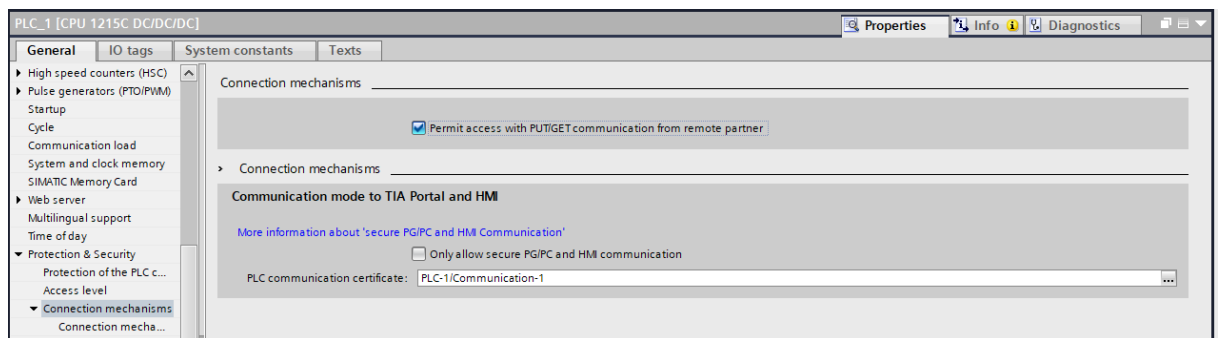 PLC_1 [CPU 1215C DC/DC/DC]
Properties Info Diagnostics
General IO tags System constants Texts
High speed counters (HSC)
Pulse generators (PTO/PWM)
Startup
Cycle
Communication load
System and clock memory
SIMATIC Memory Card
Web server
Multilingual support
Time of day
Protection & Security
Protection of the PLC c...
Access level
Connection mechanisms
Connection mecha...
Connection mechanisms
Permit access with PUT/GET communication from remote partner
Connection mechanisms
Communication mode to TIA Portal and HMI
More information about 'secure PG/PC and HMI Communication'
Only allow secure PG/PC and HMI communication
PLC communication certificate: PLC-1/Communication-1 ...